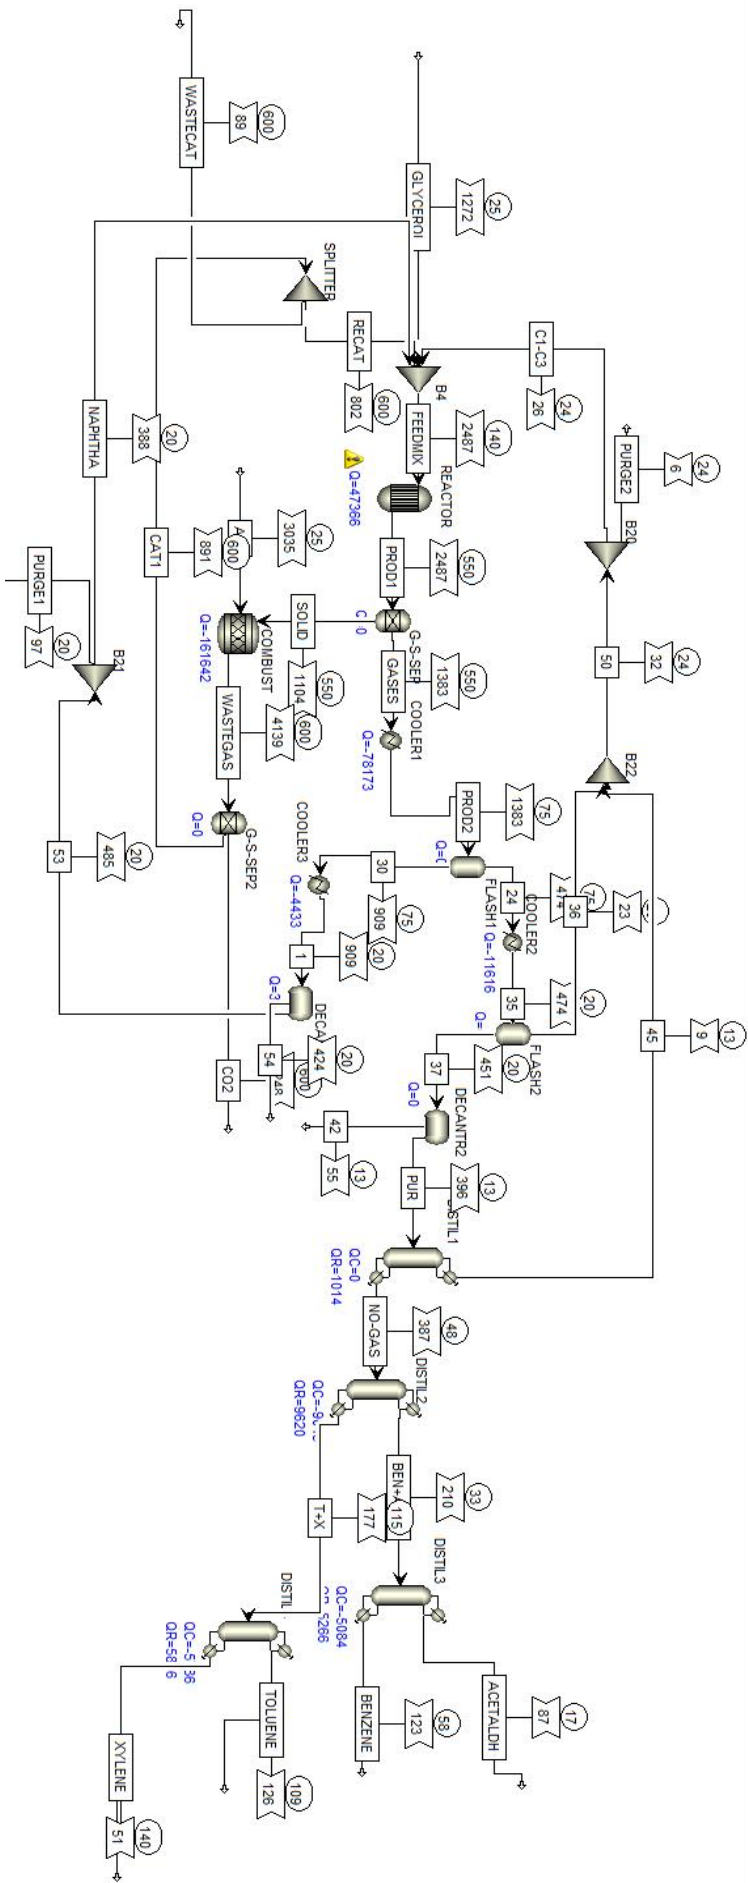 WASTECAT
89
600
GLYCEROL
1272
25
SPLITTER
RECAT
802
600
B4
FEEDMIX
2487
140
REACTOR
Q=47366
C1-C3
26
24
PURGE2
6
24
B20
50
32
24
B22
NAPHTHA
388
20
CAT1
891
600
3035
25
PURGE1
97
20
B21
COMBUST
Q=-161642
SOLID
1104
550
PROD1
2487
550
G-S-SEP
GASES
1383
550
COOLER1
Q=-78173
WASTEGAS
4139
600
G-S-SEP2
Q=0
PROD2
1383
75
FLASH1
30
909
75
COOLER3
Q=-4433
1
909
20
Q=3
53
485
20
54
424
20
CO2
600
24
474
75
COOLER2
Q=-11616
36
23
35
474
20
FLASH2
37
451
20
45
9
13
DECANTR2
Q=0
42
55
13
PUR
396
13
DISTIL1
QC=0
QR=1014
NO-GAS
387
48
DISTIL2
QR=9620
T+X
177
115
210
33
DISTIL3
QC=-5084
ACETALDH
87
17
BENZENE
123
58
TOLUENE
126
109
XYLENE
51
140